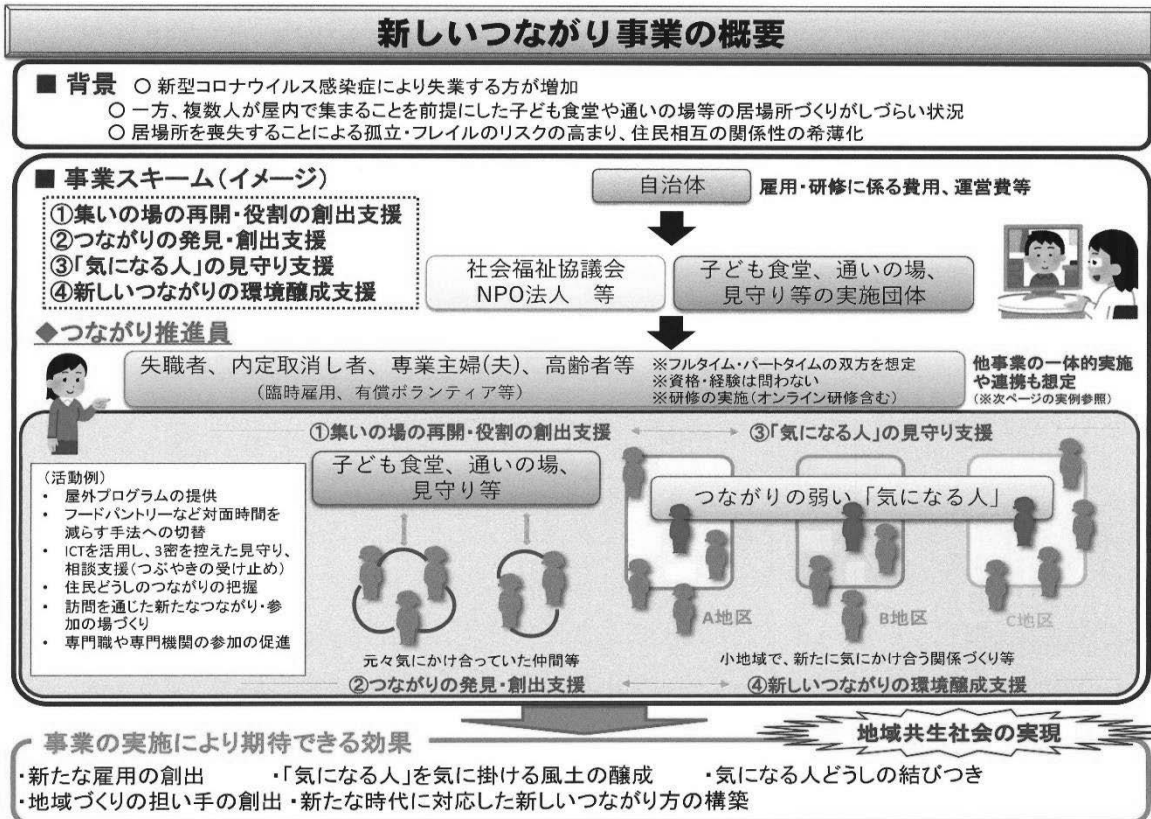 新しいつながり事業の概要
■ 背景 ○ 新型コロナウイルス感染症により失業する方が増加
○ 一方、複数人が屋内で集まることを前提にした子ども食堂や通いの場等の居場所づくりがしづらい状況
○ 居場所を喪失することによる孤立・フレイルのリスクの高まり、住民相互の関係性の希薄化
■ 事業スキーム(イメージ)
①集いの場の再開・役割の創出支援
②つながりの発見・創出支援
③「気になる人」の見守り支援
④新しいつながりの環境醸成支援
自治体 雇用・研修に係る費用、運営費等
社会福祉協議会
NPO法人 等
子ども食堂、通いの場、
見守り等の実施団体
◆つながり推進員
失職者、内定取消し者、専業主婦(夫)、高齢者等
(臨時雇用、有償ボランティア等)
※フルタイム・パートタイムの双方を想定
※資格・経験は問わない
※研修の実施(オンライン研修含む)
他事業の一体的実施
や連携も想定
(※次ページの実例参照)
①集いの場の再開・役割の創出支援
③「気になる人」の見守り支援
子ども食堂、通いの場、
見守り等
つながりの弱い「気になる人」
(活動例)
・ 屋外プログラムの提供
・ フードパントリーなど対面時間を
減らす手法への切替
・ ICTを活用し、3密を控えた見守り、
相談支援(つぶやきの受け止め)
・ 住民どうしのつながりの把握
・ 訪問を通じた新たなつながり・参
加の場づくり
・ 専門職や専門機関の参加の促進
A地区
B地区
C地区
元々気にかけ合っていた仲間等
小地域で、新たに気にかけ合う関係づくり等
②つながりの発見・創出支援
④新しいつながりの環境醸成支援
地域共生社会の実現
事業の実施により期待できる効果
・新たな雇用の創出 ・「気になる人」を気に掛ける風土の醸成 ・気になる人どうしの結びつき
・地域づくりの担い手の創出 ・新たな時代に対応した新しいつながり方の構築